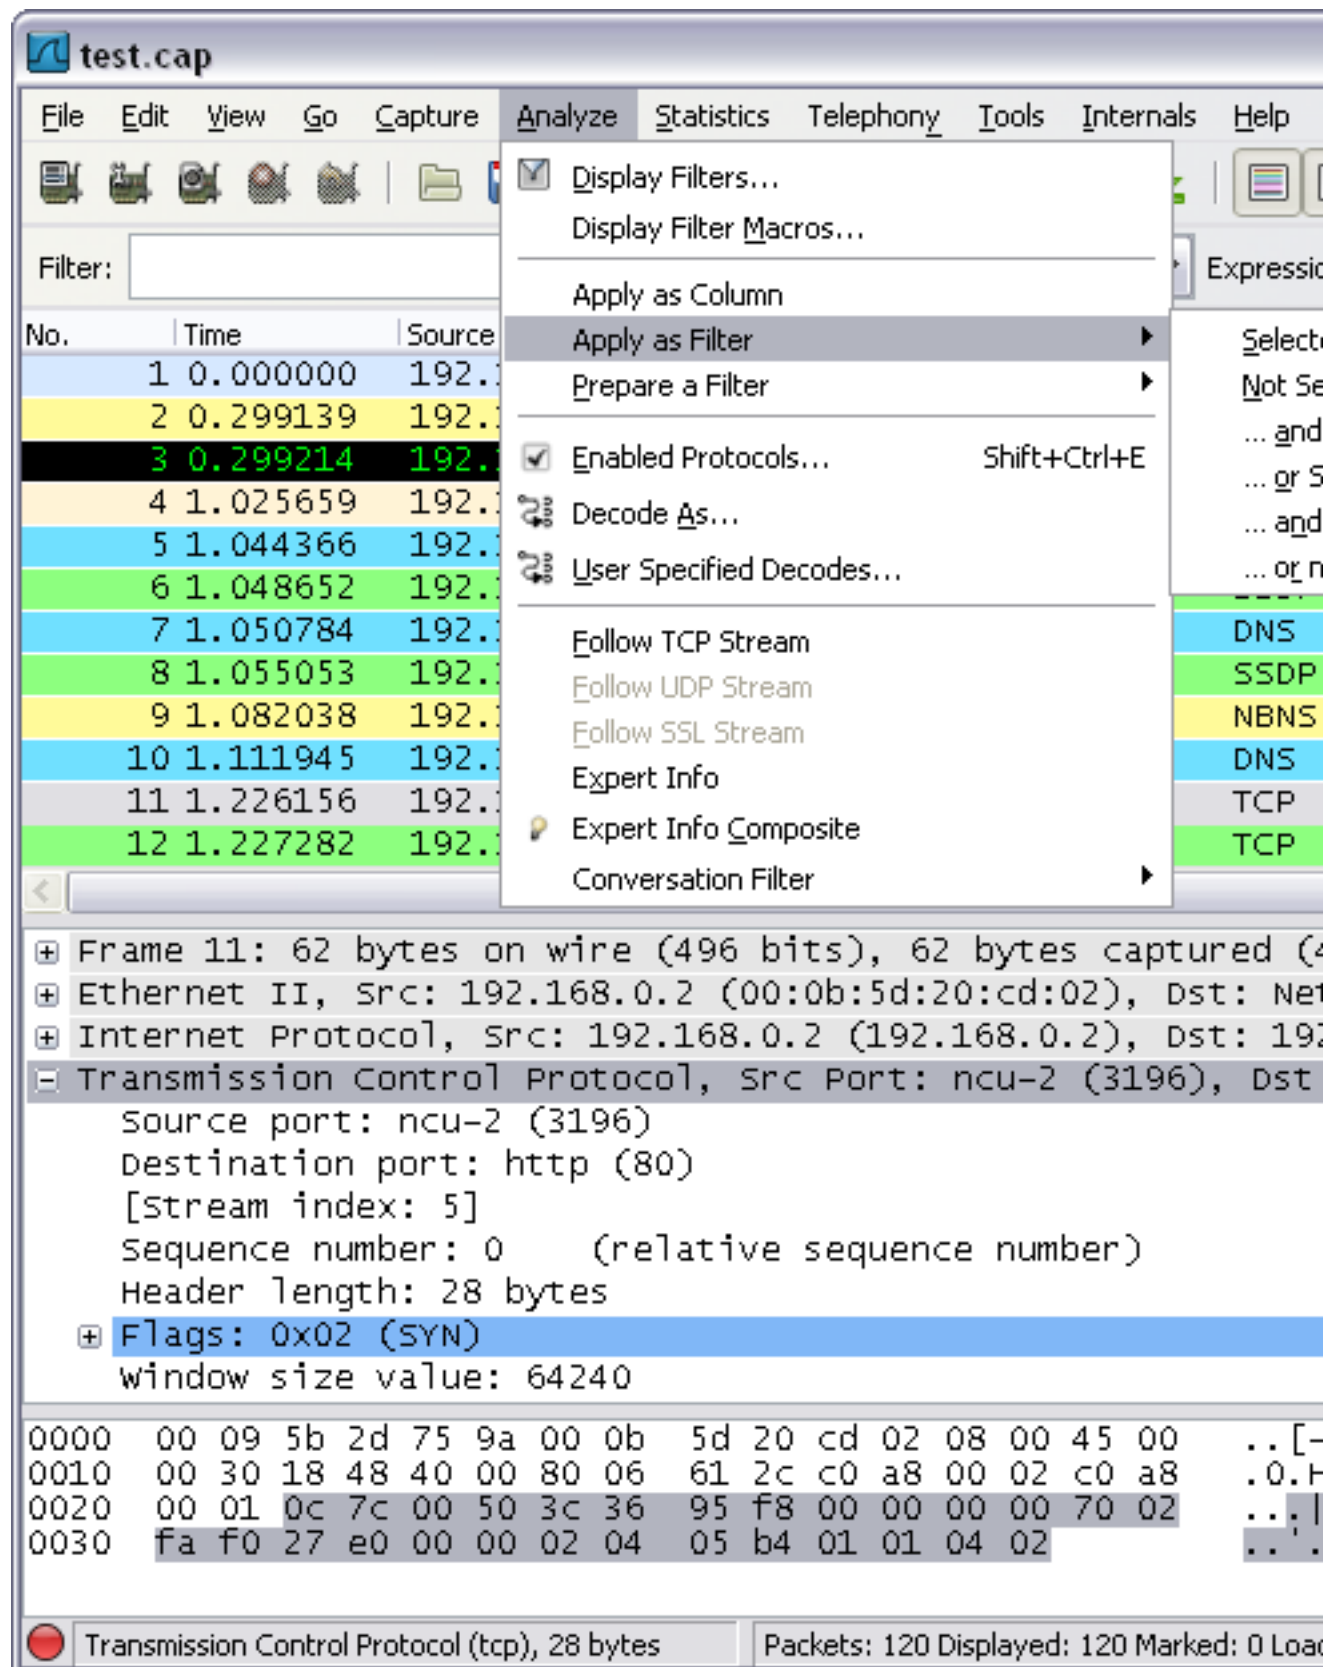 test.cap
File Edit View Go Capture Analyze Statistics Telephony Tools Internals Help
Display Filters...
Display Filter Macros...
Filter:
Apply as Column
Apply as Filter
Prepare a Filter
Enabled Protocols... Shift+Ctrl+E
Decode As...
User Specified Decodes...
Follow TCP Stream
Follow UDP Stream
Follow SSL Stream
Expert Info
Expert Info Composite
Conversation Filter
... and
... or S
... and
... or n
No. Time Source
1 0.000000 192.
2 0.299139 192.
3 0.299214 192.
4 1.025659 192.
5 1.044366 192.
6 1.048652 192.
7 1.050784 192. DNS
8 1.055053 192. SSDP
9 1.082038 192. NBNS
10 1.111945 192. DNS
11 1.226156 192. TCP
12 1.227282 192. TCP
Frame 11: 62 bytes on wire (496 bits), 62 bytes captured (4
Ethernet II, Src: 192.168.0.2 (00:0b:5d:20:cd:02), Dst: Net
Internet Protocol, Src: 192.168.0.2 (192.168.0.2), Dst: 192
Transmission Control Protocol, Src Port: ncu-2 (3196), Dst
Source port: ncu-2 (3196)
Destination port: http (80)
[Stream index: 5]
Sequence number: 0 (relative sequence number)
Header length: 28 bytes
Flags: 0x02 (SYN)
Window size value: 64240
0000 00 09 5b 2d 75 9a 00 0b 5d 20 cd 02 08 00 45 00 ..[-
0010 00 30 18 48 40 00 80 06 61 2c c0 a8 00 02 c0 a8 .0.H
0020 00 01 0c 7c 00 50 3c 36 95 f8 00 00 00 00 70 02 ...|
0030 fa f0 27 e0 00 00 02 04 05 b4 01 01 04 02 ..'.
Transmission Control Protocol (tcp), 28 bytes
Packets: 120 Displayed: 120 Marked: 0